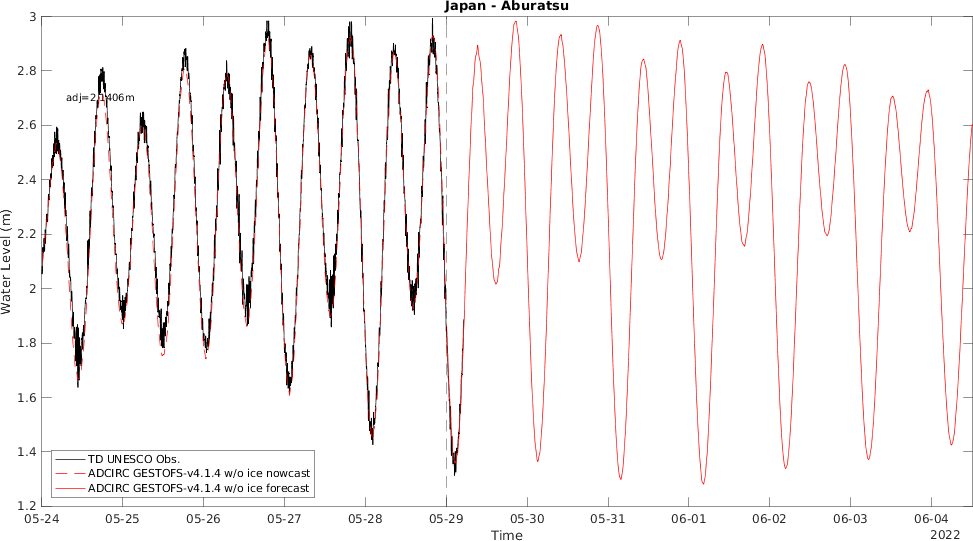 Japan - Aburatsu
3
2.8
2.6
2.4
2.2
2
1.8
1.6
1.4
1.2
Water Level (m)
adj=2.1406m
TD UNESCO Obs.
ADCIRC GESTOFS-v4.1.4 w/o ice nowcast
ADCIRC GESTOFS-v4.1.4 w/o ice forecast
05-24 05-25 05-26 05-27 05-28 05-29 05-30 05-31 06-01 06-02 06-03 06-04
Time
2022